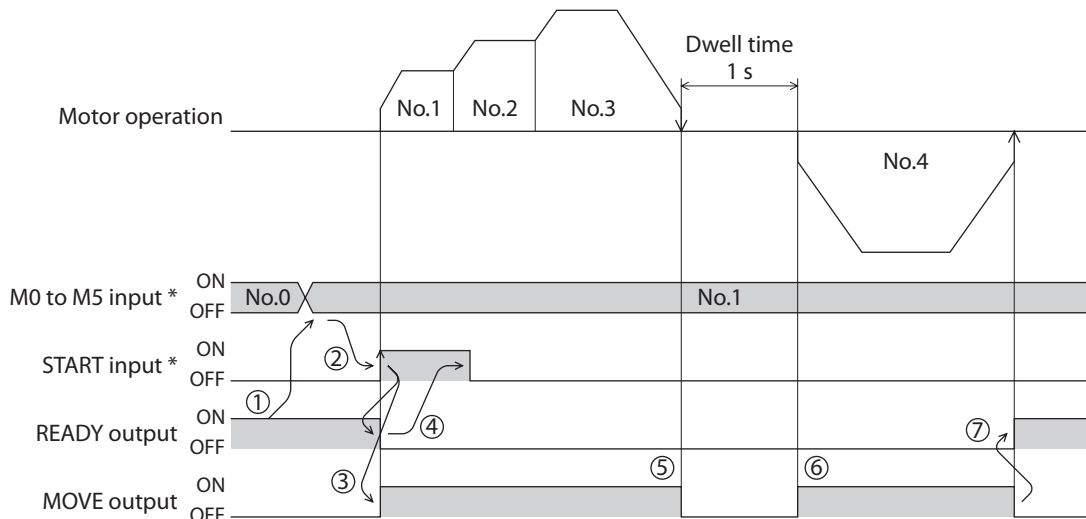 Dwell time
1 s
No.1
No.2
No.3
Motor operation
No.4
ON
M0 to M5 input *
No.0
No.1
OFF
ON
START input *
②
OFF
①
ON
READY output
④
⑦
OFF
③
⑤
⑥
ON
MOVE output
OFF